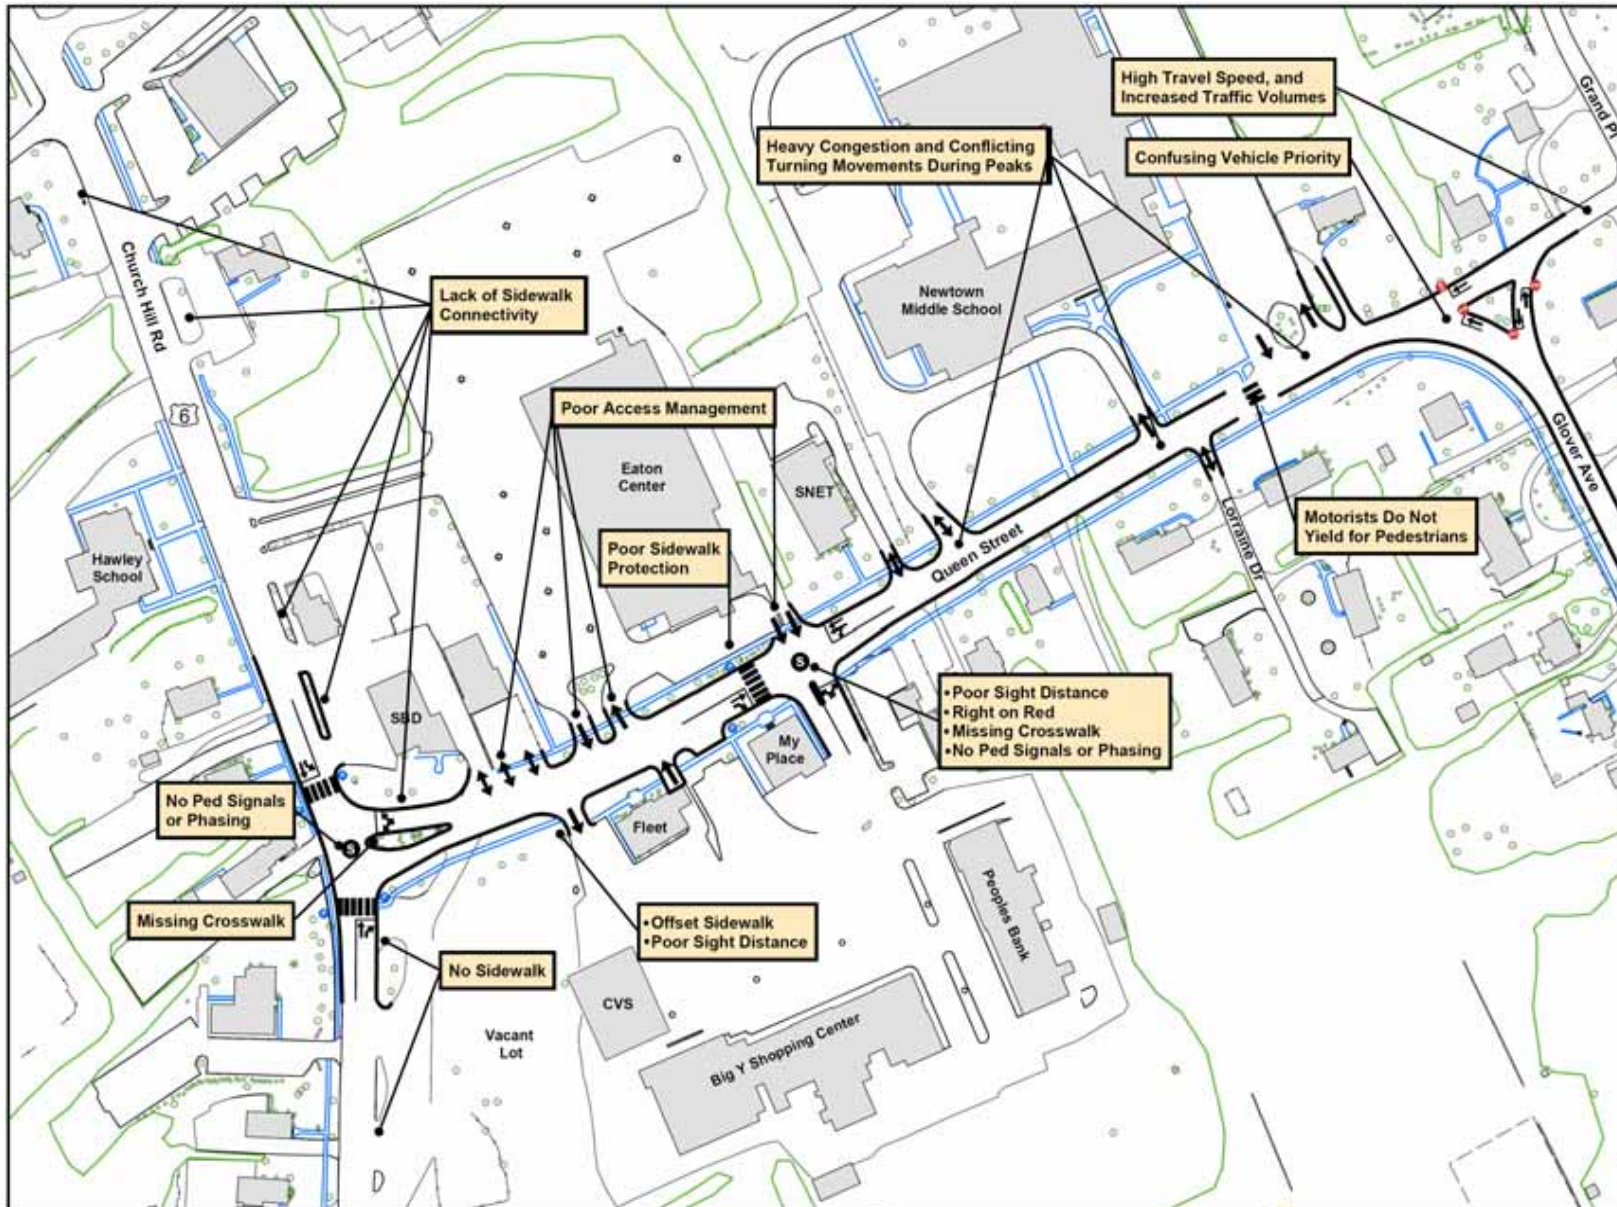 High Travel Speed, and
Increased Traffic Volumes
Heavy Congestion and Conflicting
Turning Movements During Peaks
Confusing Vehicle Priority
Church Hill Rd
Lack of Sidewalk
Connectivity
Newtown
Middle School
6
Poor Access Management
Eaton
Center
SNET
Glover Ave
Hawley
School
Poor Sidewalk
Protection
Queen Street
Lorraine Dr
Motorists Do Not
Yield for Pedestrians
S
•Poor Sight Distance
•Right on Red
•Missing Crosswalk
•No Ped Signals or Phasing
SBD
My
Place
No Ped Signals
or Phasing
S
Fleet
Missing Crosswalk
•Offset Sidewalk
•Poor Sight Distance
Peoples Bank
No Sidewalk
CVS
Vacant
Lot
Big Y Shopping Center